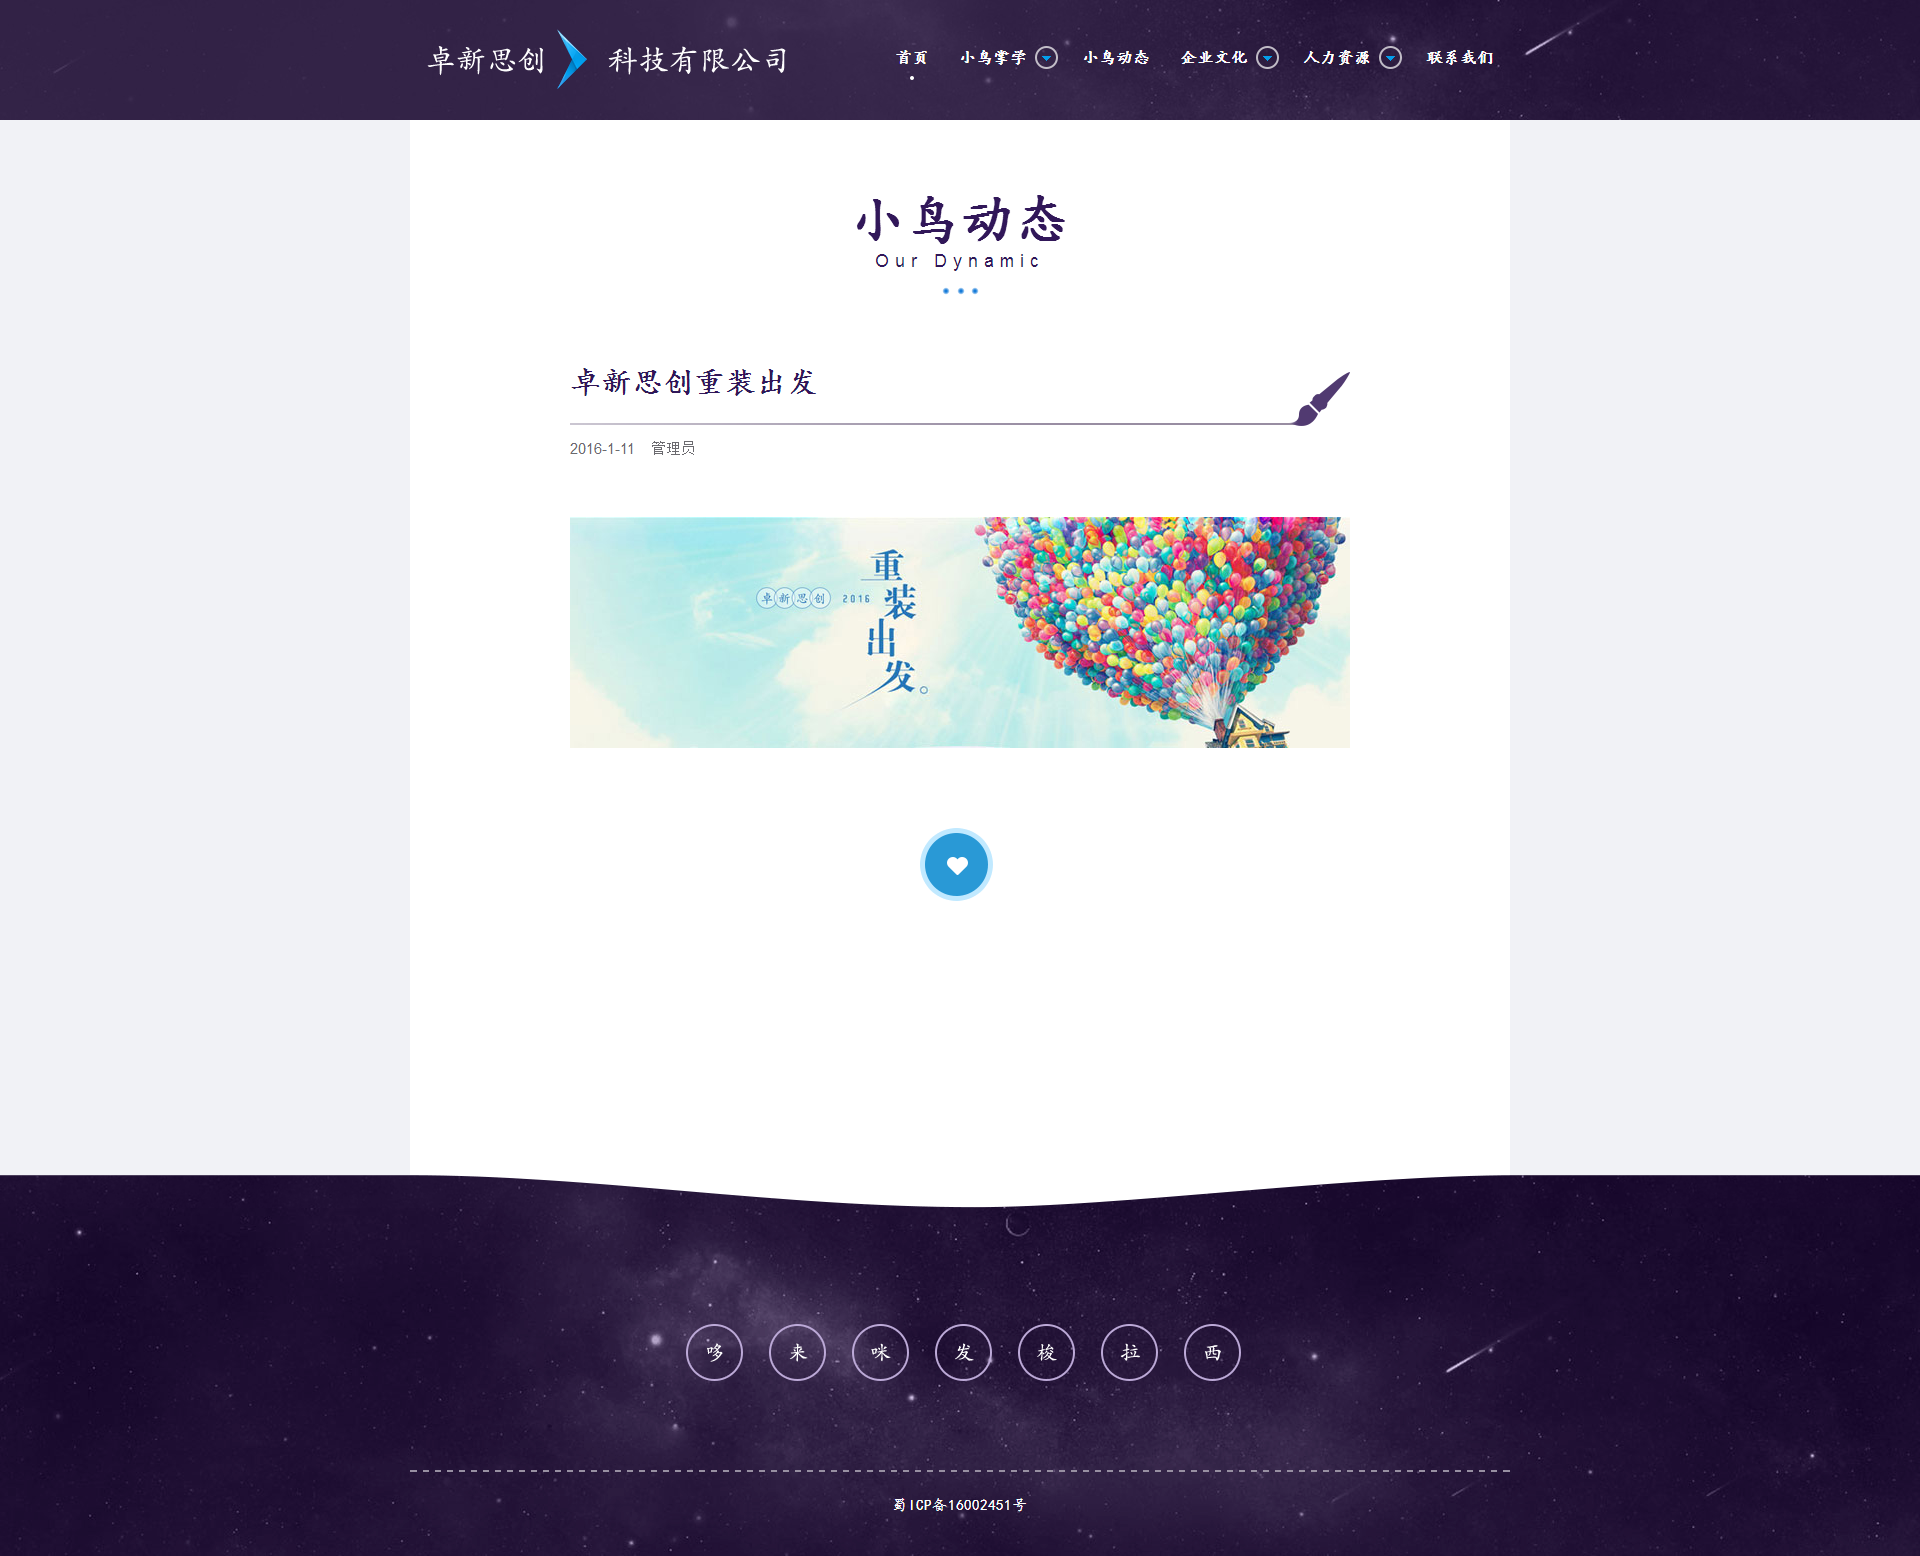 卓新思创 科技有限公司
首页 小鸟掌学 小鸟动态 企业文化 人力资源 联系我们
小鸟动态
Our Dynamic
卓新思创重装出发
2016-1-11 管理员
卓新思创 2016
重装出发。
哆 来 咪 发 梭 拉 西
蜀ICP备16002451号